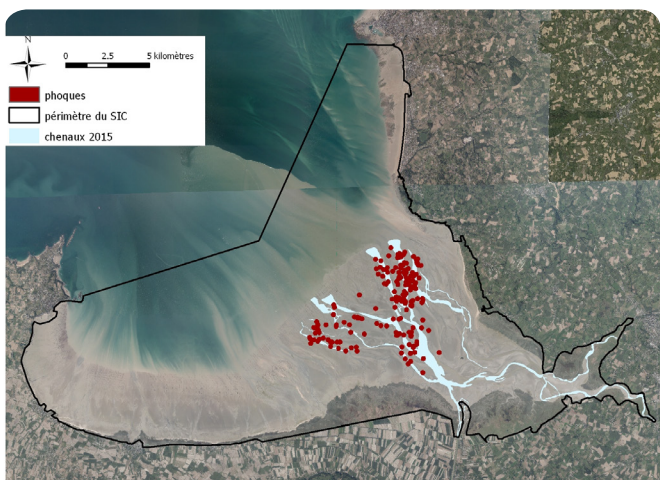 N
0 2.5 5 kilomètres
phoques
périmètre du SIC
chenaux 2015